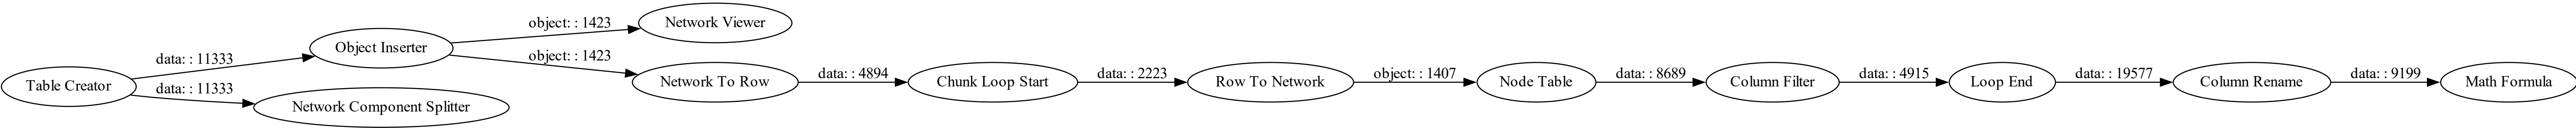 Table Creator
data: : 11333
data: : 11333
Object Inserter
Network Component Splitter
object: : 1423
object: : 1423
Network Viewer
Network To Row
data: : 4894
Chunk Loop Start
data: : 2223
Row To Network
object: : 1407
Node Table
data: : 8689
Column Filter
data: : 4915
Loop End
data: : 19577
Column Rename
data: : 9199
Math Formula